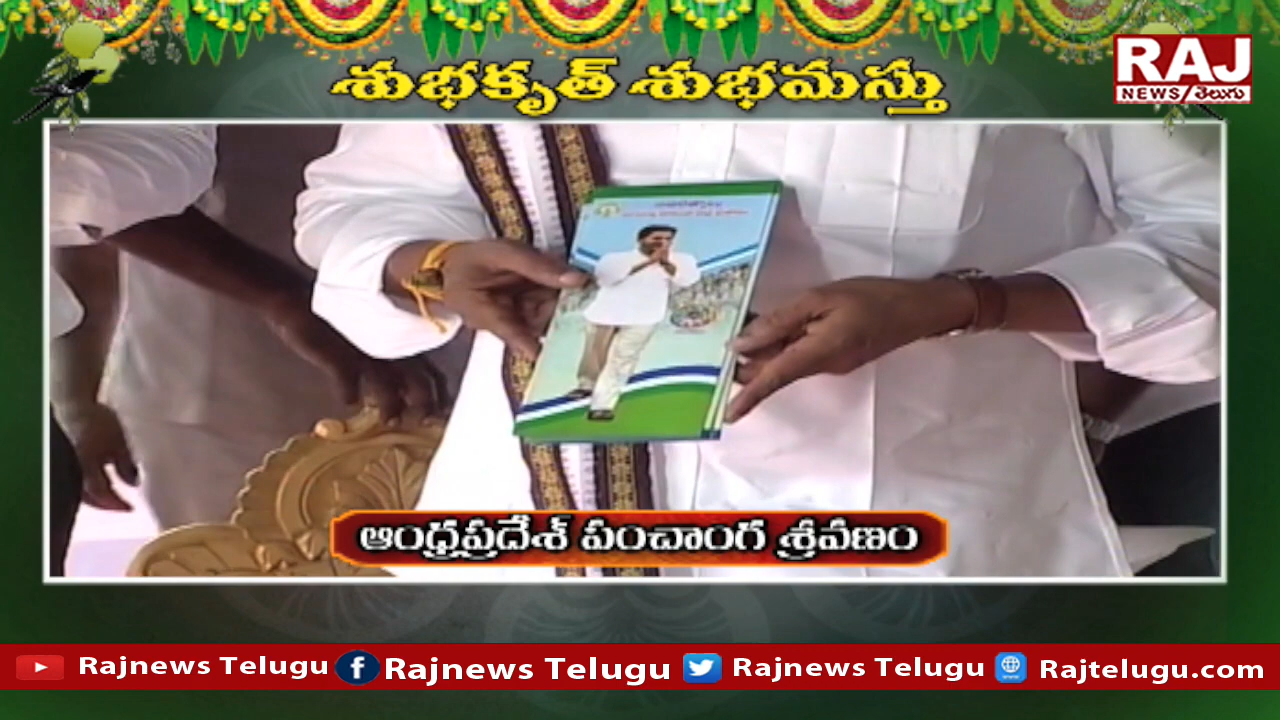 శుభకృత్ శుభమస్తు
RAJ
NEWS తెలుగు
ఆంధ్రప్రదేశ్ పంచాంగ శ్రవణం
Rajnews Telugu Rajnews Telugu Rajnews Telugu Rajtelugu.com